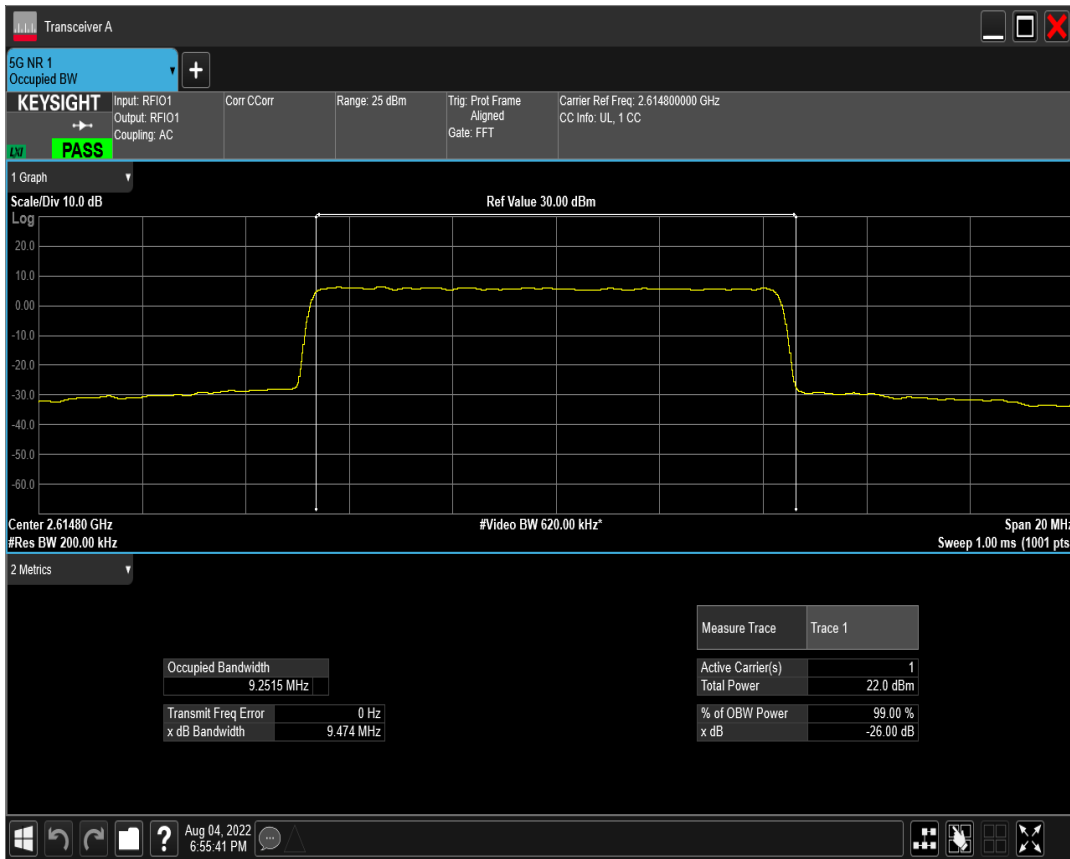 Transceiver A
5G NR 1
Occupied BW
KEYSIGHT
LXI
PASS
Input: RFIO1
Output: RFIO1
Coupling: AC
Corr CCorr
Range: 25 dBm
Trig: Prot Frame
Aligned
Gate: FFT
Carrier Ref Freq: 2.614800000 GHz
CC Info: UL, 1 CC
1 Graph
Scale/Div 10.0 dB
Ref Value 30.00 dBm
Log
20.0
10.0
0.00
-10.0
-20.0
-30.0
-40.0
-50.0
-60.0
Center 2.61480 GHz
#Video BW 620.00 kHz*
Span 20 MHz
#Res BW 200.00 kHz
Sweep 1.00 ms (1001 pts
2 Metrics
Measure Trace Trace 1
Occupied Bandwidth
9.2515 MHz
Active Carrier(s) 1
Total Power 22.0 dBm
Transmit Freq Error 0 Hz
x dB Bandwidth 9.474 MHz
% of OBW Power 99.00 %
x dB -26.00 dB
?
Aug 04, 2022
6:55:41 PM